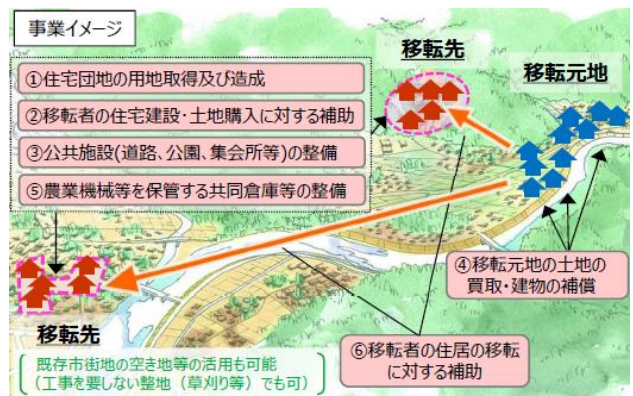 事業イメージ
①住宅団地の用地取得及び造成
②移転者の住宅建設・土地購入に対する補助
③公共施設(道路、公園、集会所等)の整備
⑤農業機械等を保管する共同倉庫等の整備
移転先
移転元地
④移転元地の土地の
買取・建物の補償
移転先
既存市街地の空き地等の活用も可能
（工事を要しない整地（草刈り等）でも可）
⑥移転者の住居の移転
に対する補助